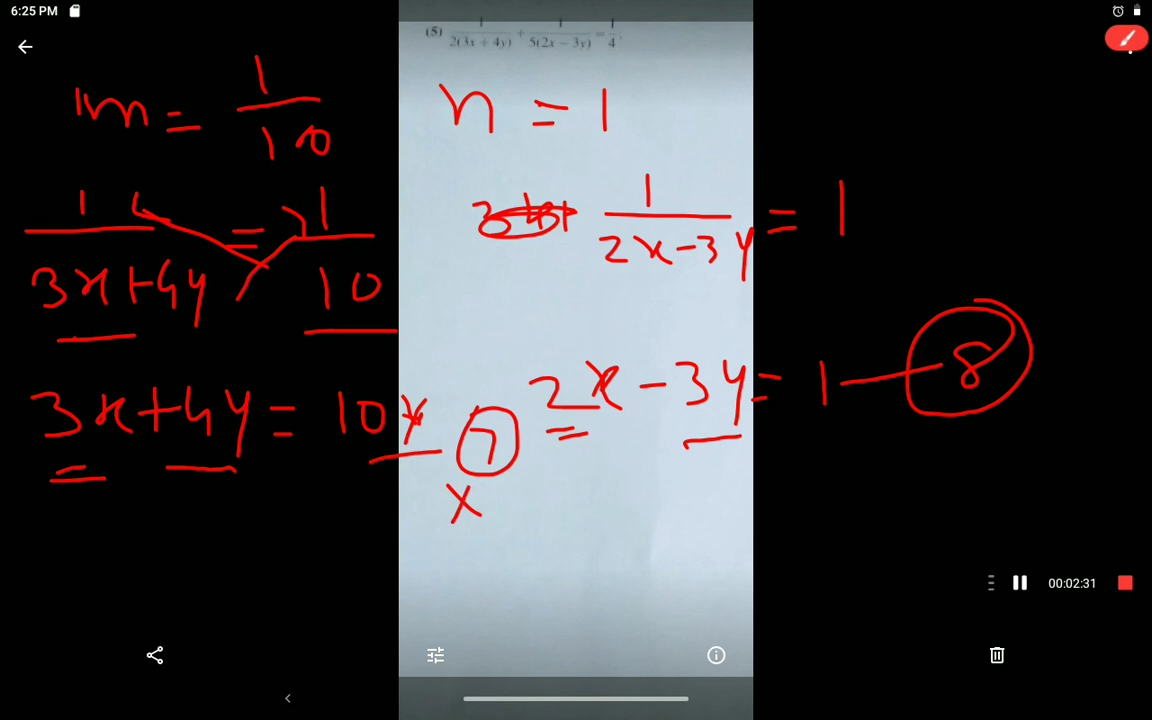 6:25 PM
(5) 1/2(3x + 4y) + 1/5(2x − 3y) = 1/4
m = 1/10
n = 1
1/3x+4y = 1/10
1/2x−3y = 1
3x+4y = 10
7
2x − 3y = 1 — 8
x
00:02:31